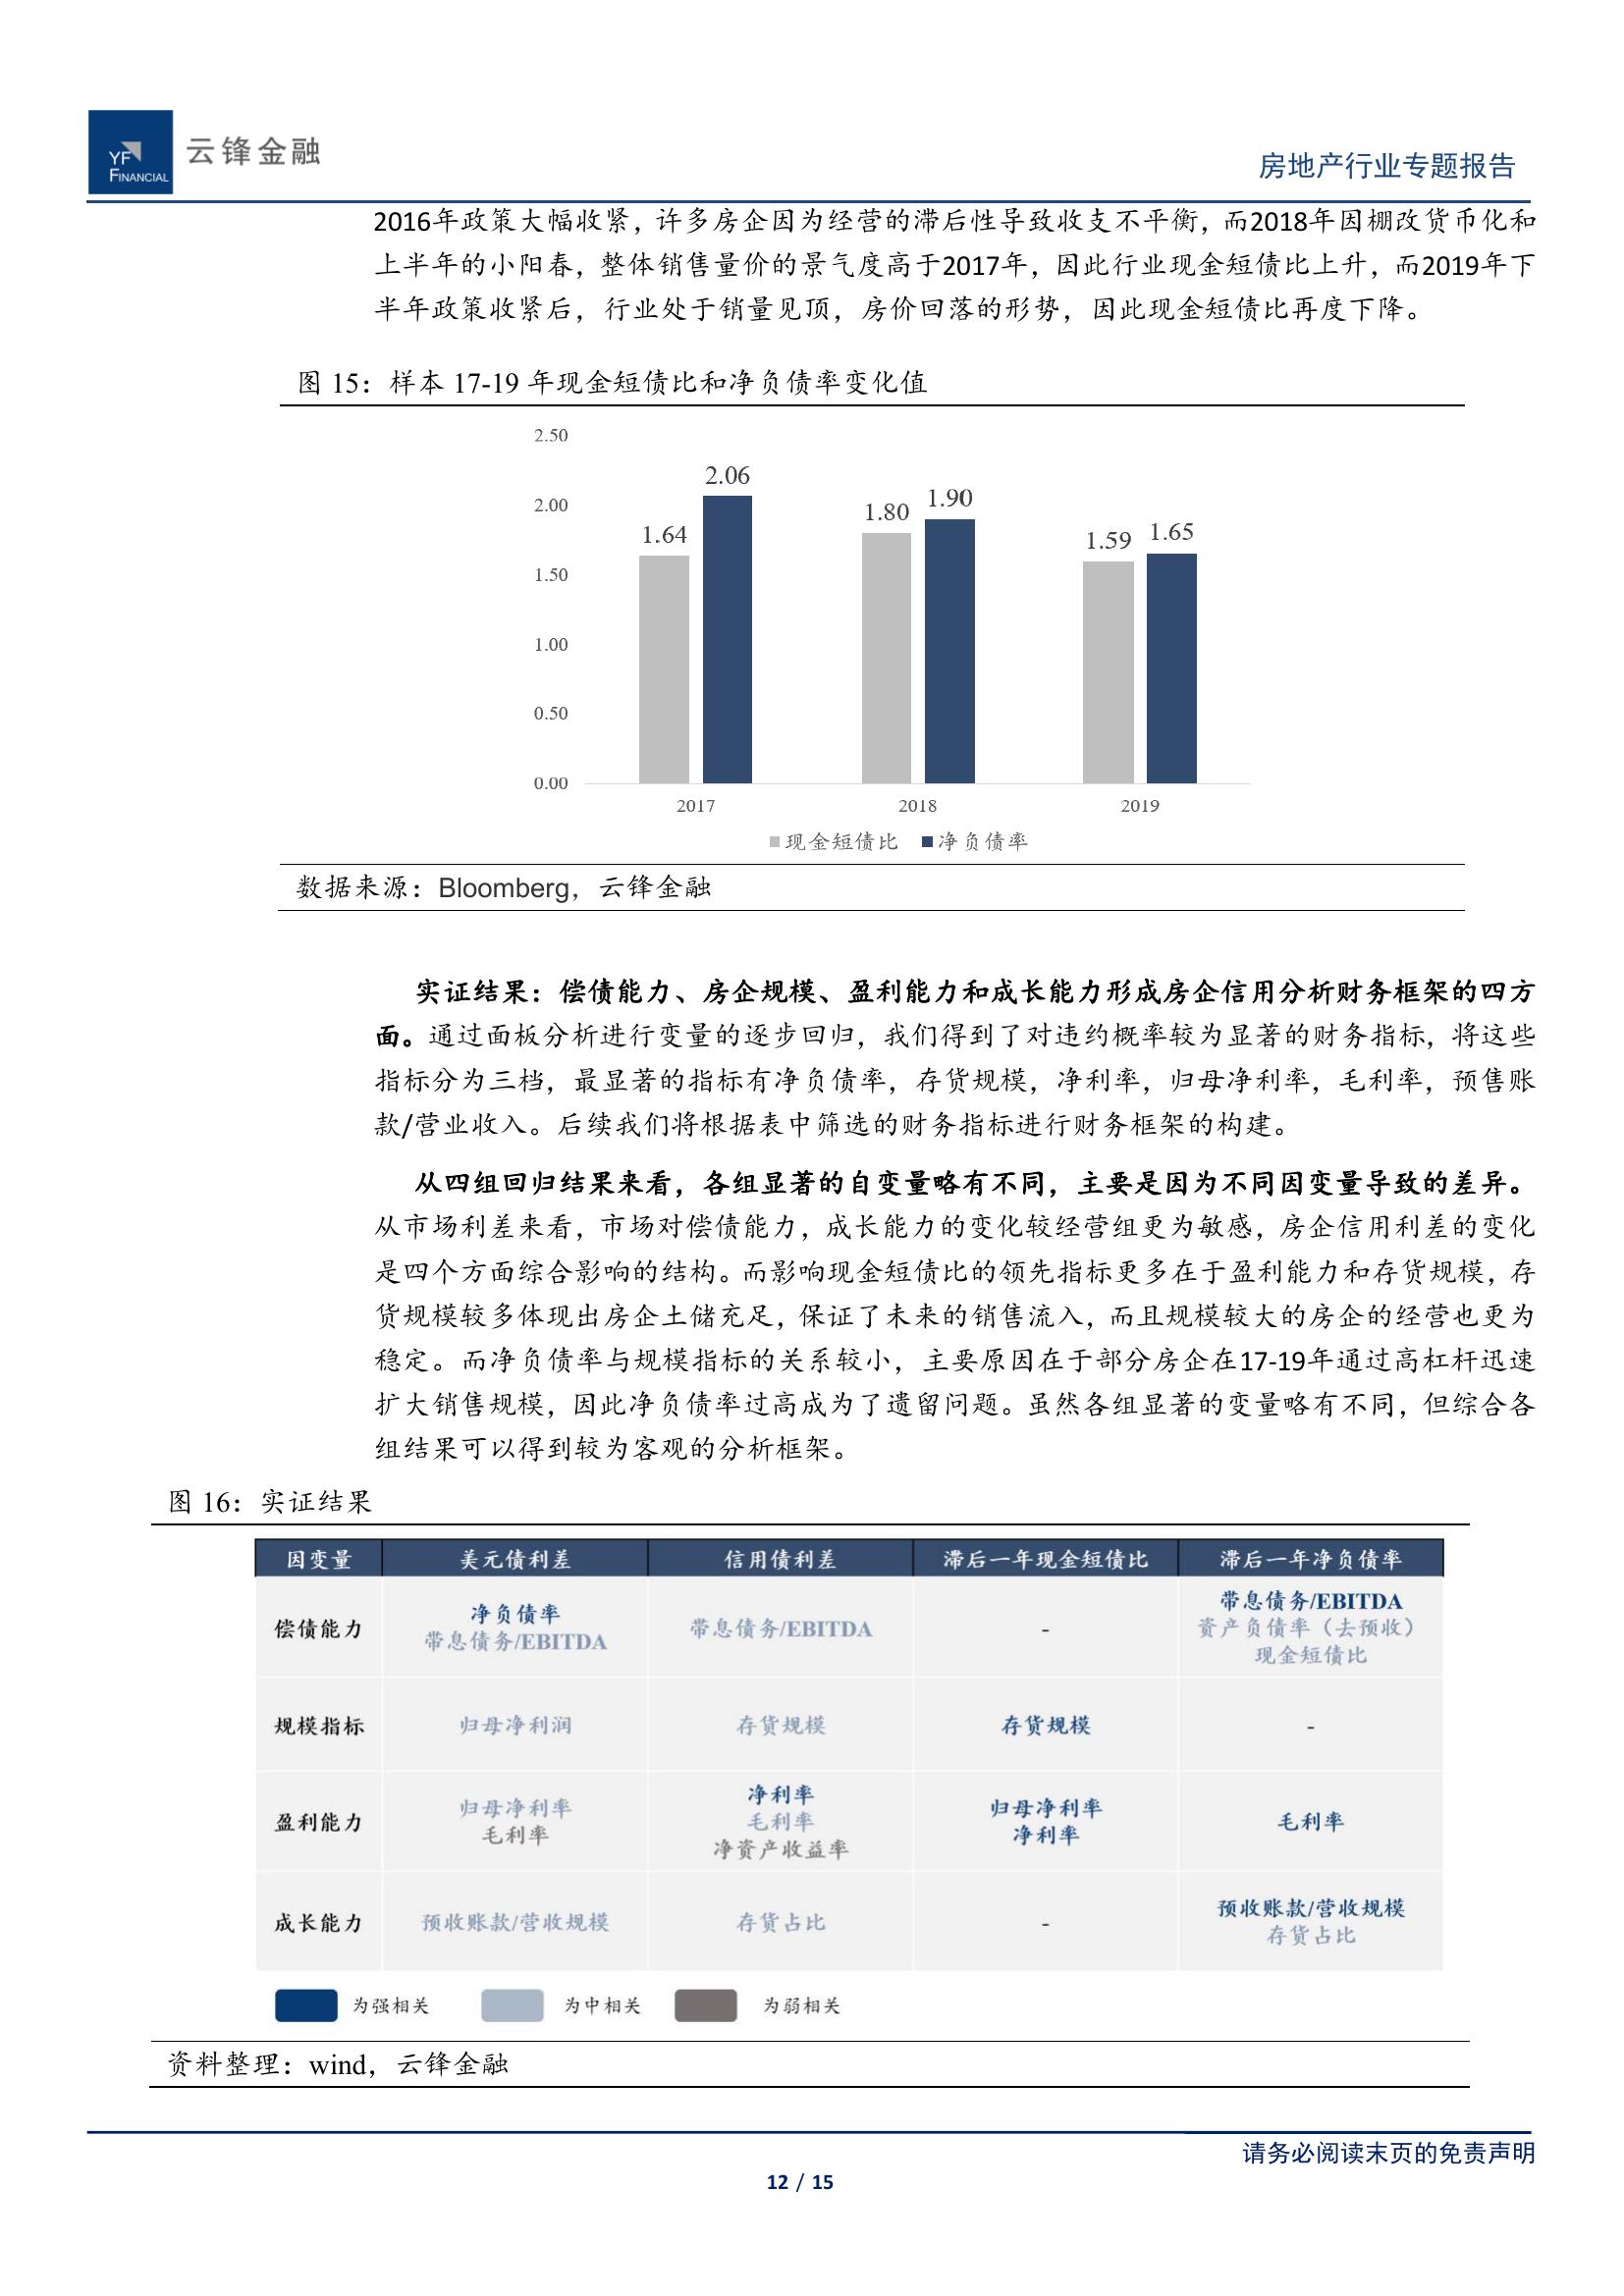 YF
FINANCIAL
云锋金融
房地产行业专题报告
2016年政策大幅收紧，许多房企因为经营的滞后性导致收支不平衡，而2018年因棚改货币化和
上半年的小阳春，整体销售量价的景气度高于2017年，因此行业现金短债比上升，而2019年下
半年政策收紧后，行业处于销量见顶，房价回落的形势，因此现金短债比再度下降。
图 15：样本 17-19 年现金短债比和净负债率变化值
2.50
2.00
1.50
1.00
0.50
0.00
1.64
2.06
1.80
1.90
1.59
1.65
2017
2018
2019
现金短债比 净负债率
数据来源：Bloomberg，云锋金融
实证结果：偿债能力、房企规模、盈利能力和成长能力形成房企信用分析财务框架的四方
面。通过面板分析进行变量的逐步回归，我们得到了对违约概率较为显著的财务指标，将这些
指标分为三档，最显著的指标有净负债率，存货规模，净利率，归母净利率，毛利率，预售账
款/营业收入。后续我们将根据表中筛选的财务指标进行财务框架的构建。
从四组回归结果来看，各组显著的自变量略有不同，主要是因为不同因变量导致的差异。
从市场利差来看，市场对偿债能力，成长能力的变化较经营组更为敏感，房企信用利差的变化
是四个方面综合影响的结构。而影响现金短债比的领先指标更多在于盈利能力和存货规模，存
货规模较多体现出房企土储充足，保证了未来的销售流入，而且规模较大的房企的经营也更为
稳定。而净负债率与规模指标的关系较小，主要原因在于部分房企在17-19年通过高杠杆迅速
扩大销售规模，因此净负债率过高成为了遗留问题。虽然各组显著的变量略有不同，但综合各
组结果可以得到较为客观的分析框架。
图 16：实证结果
因变量 美元债利差 信用债利差 滞后一年现金短债比 滞后一年净负债率
偿债能力
净负债率
带息债务/EBITDA
带息债务/EBITDA
-
带息债务/EBITDA
资产负债率（去预收）
现金短债比
规模指标 归母净利润 存货规模 存货规模 -
盈利能力
归母净利率
毛利率
净利率
毛利率
净资产收益率
归母净利率
净利率
毛利率
成长能力 预收账款/营收规模 存货占比 -
预收账款/营收规模
存货占比
为强相关 为中相关 为弱相关
资料整理：wind，云锋金融
请务必阅读末页的免责声明
12 / 15